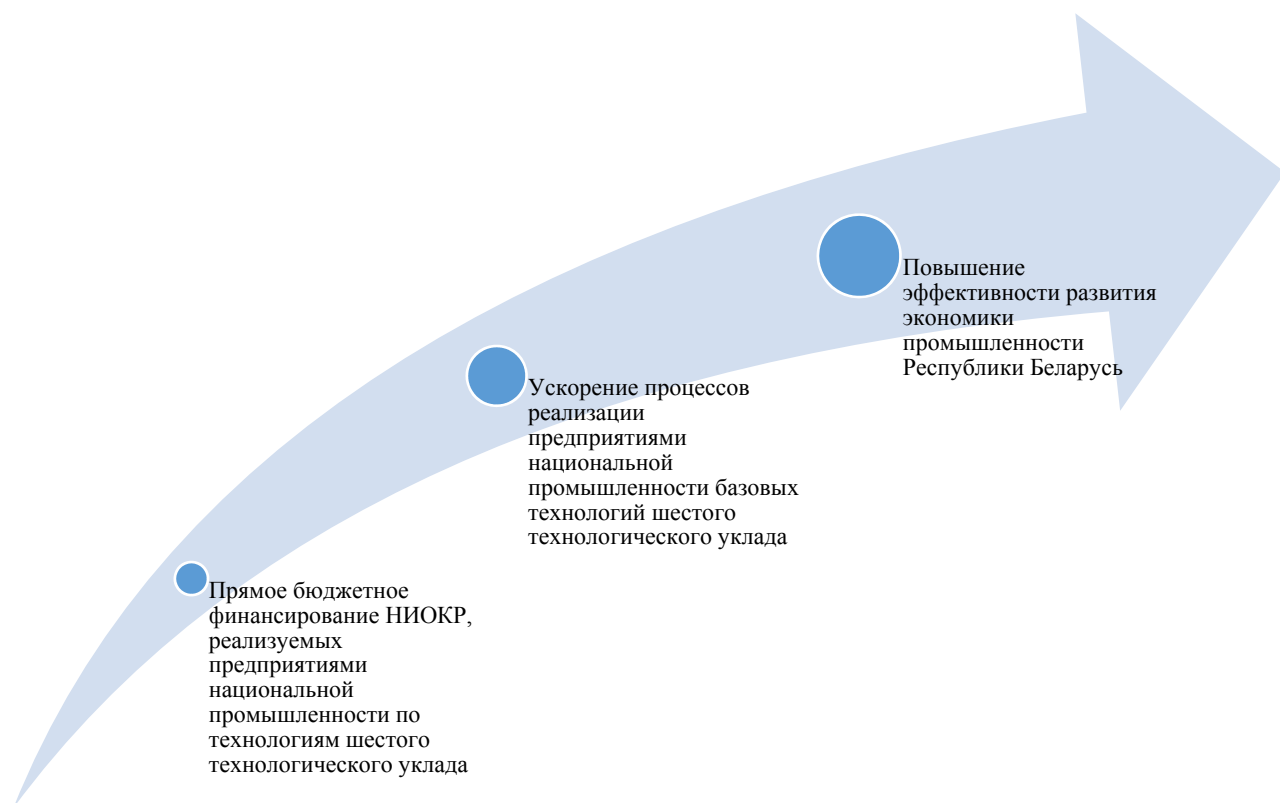 Повышение
эффективности развития
экономики
промышленности
Республики Беларусь
Ускорение процессов
реализации
предприятиями
национальной
промышленности базовых
технологий шестого
технологического уклада
Прямое бюджетное
финансирование НИОКР,
реализуемых
предприятиями
национальной
промышленности по
технологиям шестого
технологического уклада